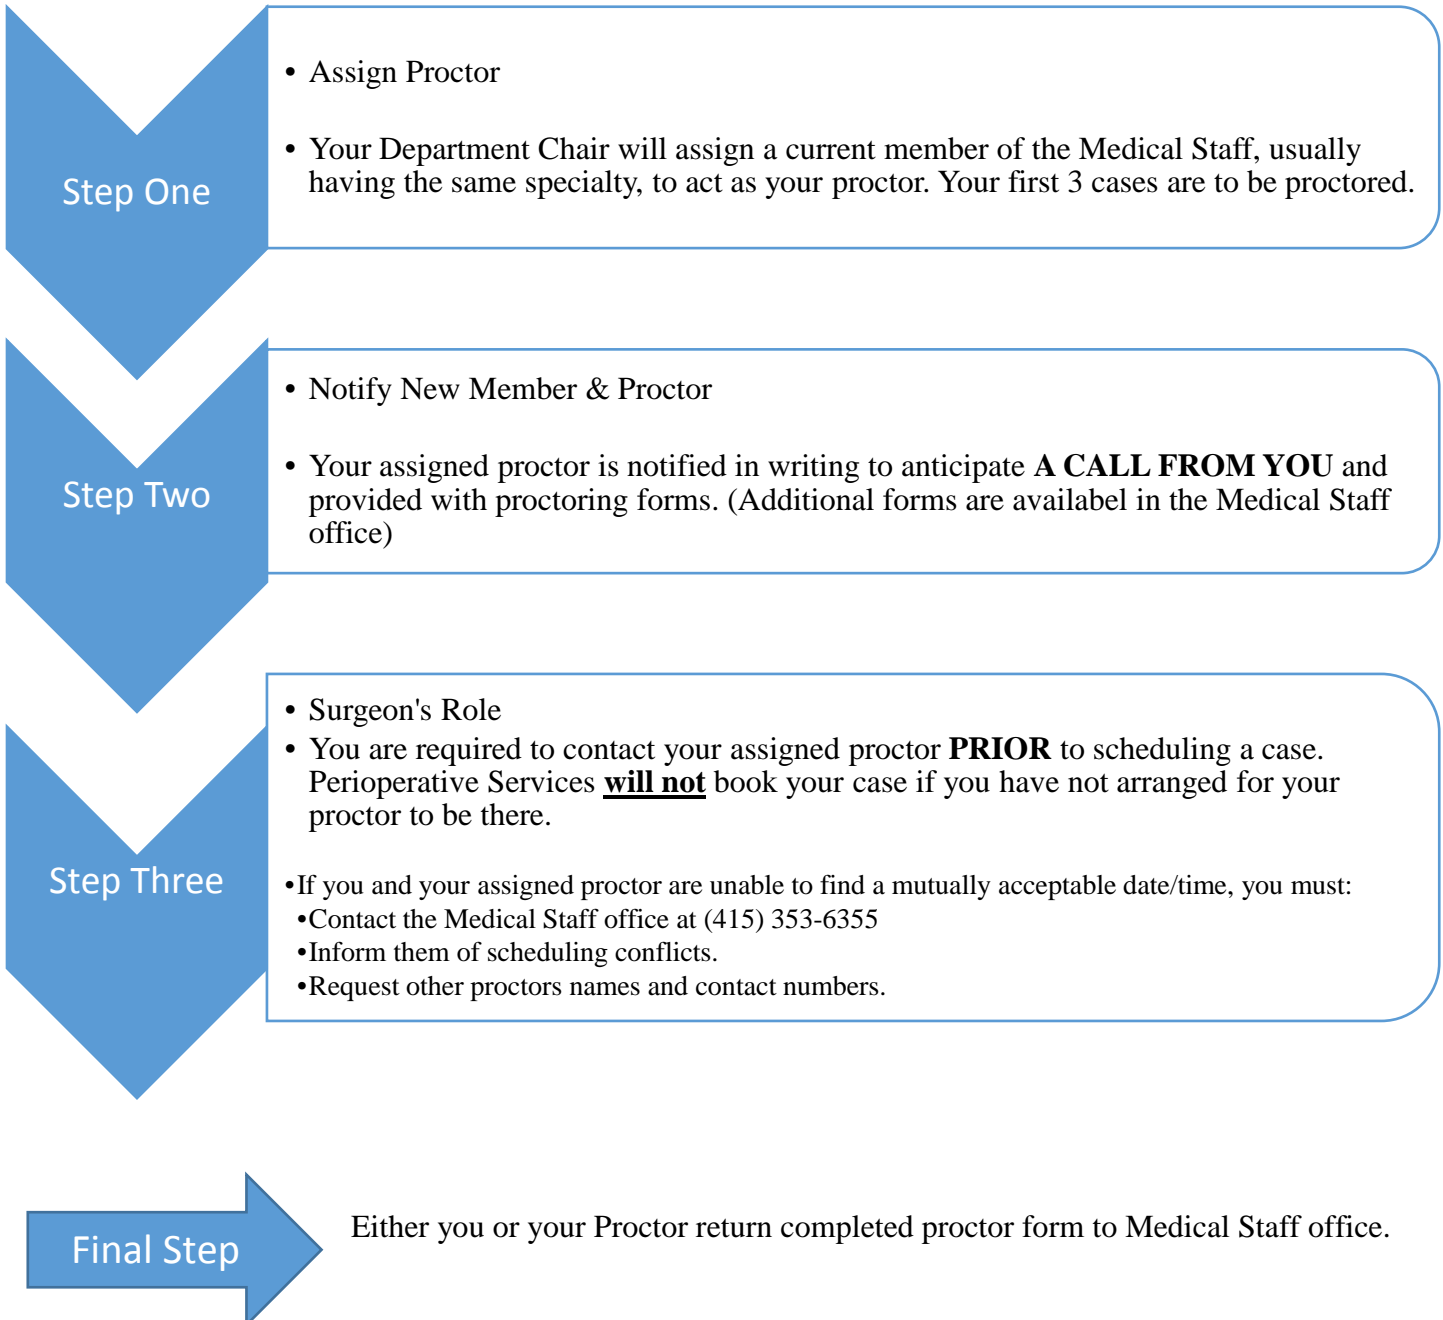 Step One
• Assign Proctor
• Your Department Chair will assign a current member of the Medical Staff, usually
having the same specialty, to act as your proctor. Your first 3 cases are to be proctored.
Step Two
• Notify New Member & Proctor
• Your assigned proctor is notified in writing to anticipate A CALL FROM YOU and
provided with proctoring forms. (Additional forms are availabel in the Medical Staff
office)
Step Three
• Surgeon's Role
• You are required to contact your assigned proctor PRIOR to scheduling a case.
Perioperative Services will not book your case if you have not arranged for your
proctor to be there.
•If you and your assigned proctor are unable to find a mutually acceptable date/time, you must:
•Contact the Medical Staff office at (415) 353-6355
•Inform them of scheduling conflicts.
•Request other proctors names and contact numbers.
Final Step
Either you or your Proctor return completed proctor form to Medical Staff office.